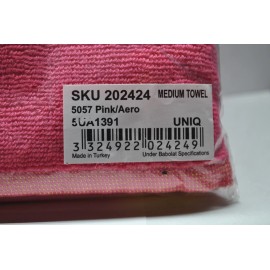 SKU 202424 MEDIUM TOWEL
5057 Pink/Aero
5UA1391 UNIQ
3 324922 024249
Made in Turkey Under Babolat Specifications